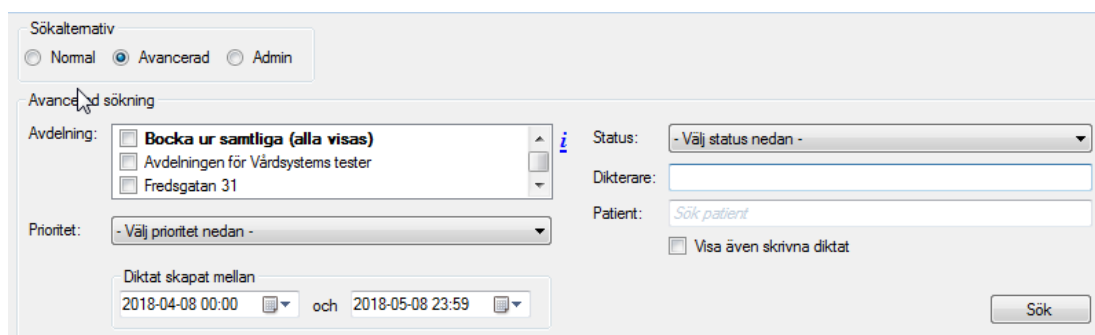 Sökalternativ
Normal Avancerad Admin
Avancerad sökning
Avdelning:
Bocka ur samtliga (alla visas)
Avdelningen för Vårdsystems tester
Fredsgatan 31
i
Prioritet:
- Välj prioritet nedan -
Diktat skapat mellan
2018-04-08 00:00 och 2018-05-08 23:59
Status:
- Välj status nedan -
Dikterare:
Patient:
Sök patient
Visa även skrivna diktat
Sök